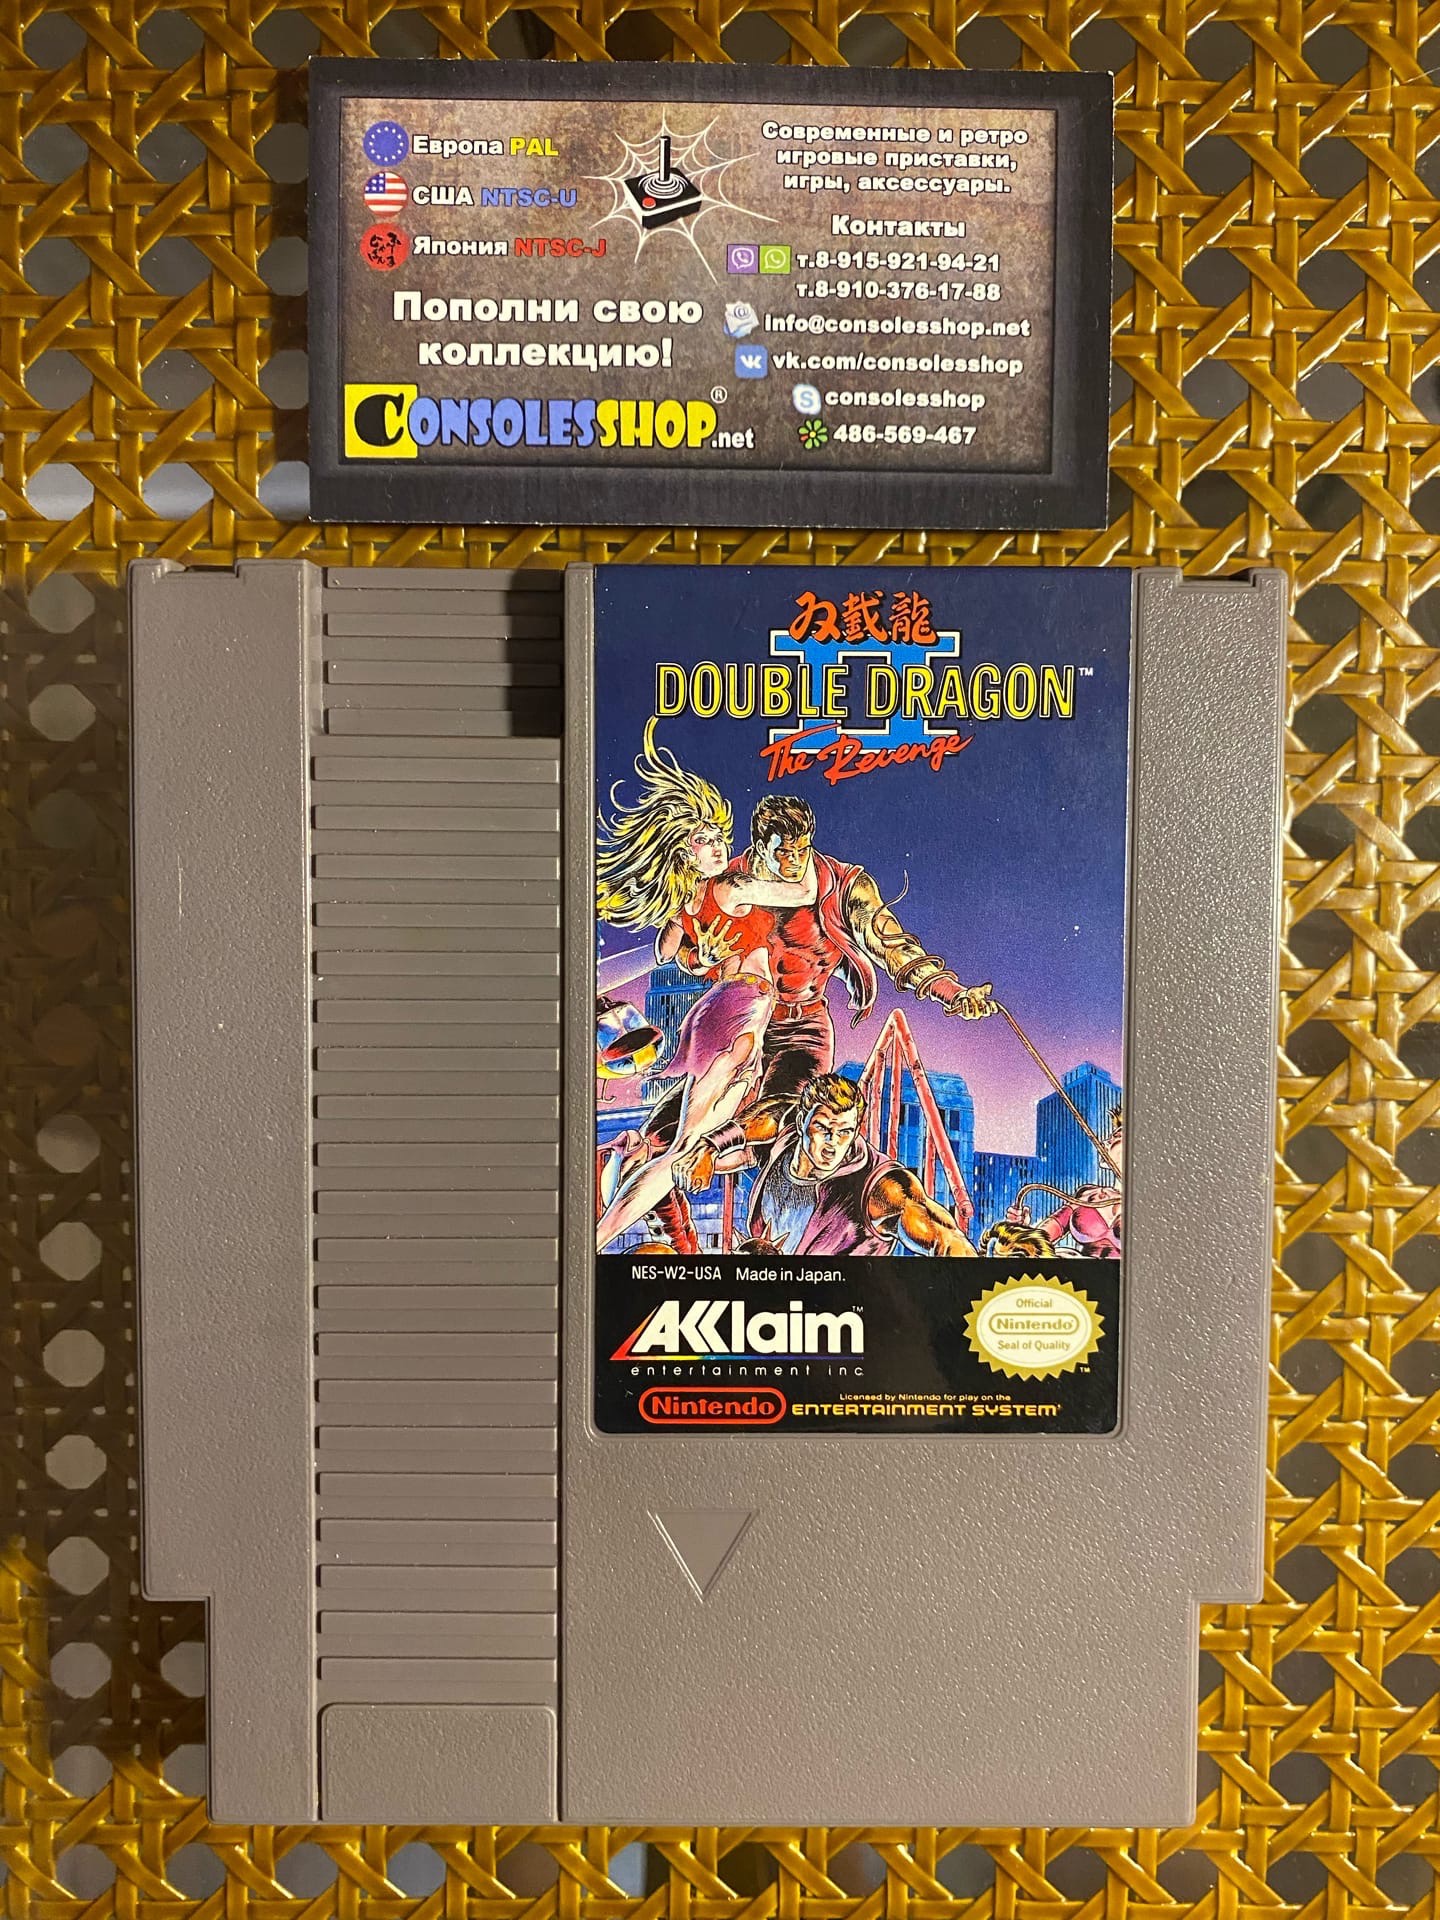 Европа PAL
США NTSC-U
Япония NTSC-J
Пополни свою
коллекцию!
CONSOLESSHOP.net
®
Современные и ретро
игровые приставки,
игры, аксессуары.
Контакты
т.8-915-921-94-21
т.8-910-376-17-88
info@consolesshop.net
vk.com/consolesshop
consolesshop
486-569-467
双截龍
II
DOUBLE DRAGON™
The Revenge
NES-W2-USA Made in Japan.
AKKlaim™
entertainment inc
Official
Nintendo®
Seal of Quality
™
Nintendo
Licensed by Nintendo for play on the
ENTERTAINMENT SYSTEM